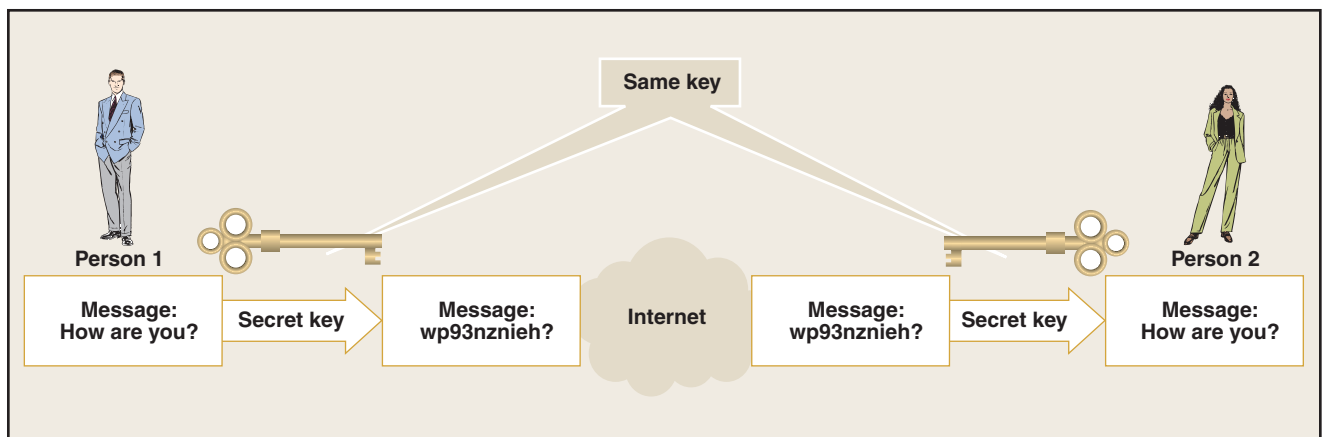 Same key
Person 1
Person 2
Message:
How are you?
Secret key
Message:
wp93nznieh?
Internet
Message:
wp93nznieh?
Secret key
Message:
How are you?